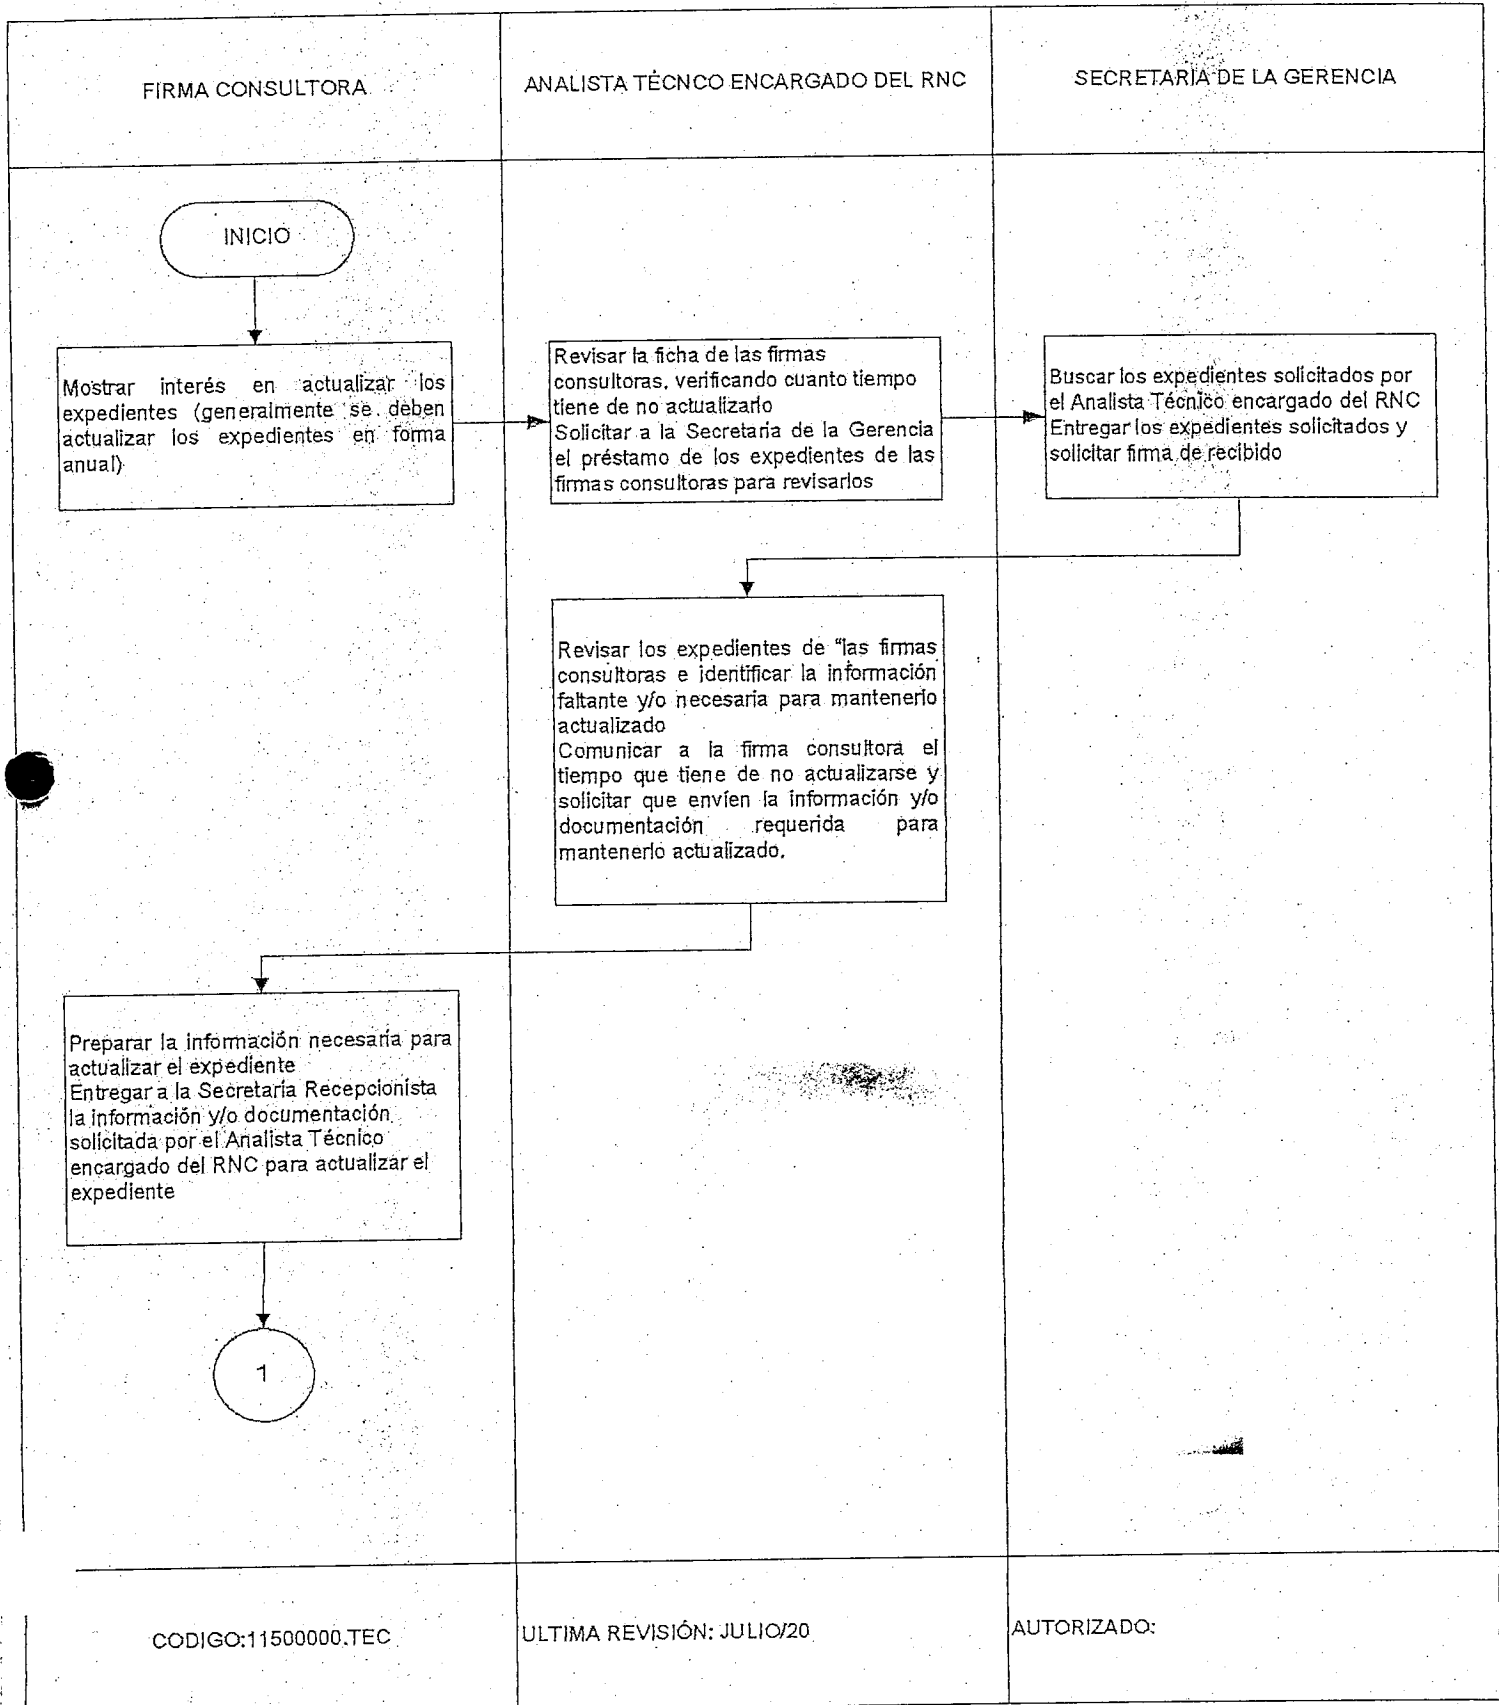 FIRMA CONSULTORA
ANALISTA TÉCNCO ENCARGADO DEL RNC
SECRETARIA DE LA GERENCIA
INICIO
Mostrar interés en actualizar los
expedientes (generalmente se deben
actualizar los expedientes en forma
anual)
Revisar la ficha de las firmas
consultoras, verificando cuanto tiempo
tiene de no actualizarlo
Solicitar a la Secretaria de la Gerencia
el préstamo de los expedientes de las
firmas consultoras para revisarlos
Buscar los expedientes solicitados por
el Analista Técnico encargado del RNC
Entregar los expedientes solicitados y
solicitar firma de recibido
Revisar los expedientes de "las firmas
consultoras e identificar la información
faltante y/o necesaria para mantenerlo
actualizado
Comunicar a la firma consultora el
tiempo que tiene de no actualizarse y
solicitar que envíen la información y/o
documentación requerida para
mantenerlo actualizado.
Preparar la información necesaria para
actualizar el expediente
Entregar a la Secretaria Recepcionista
la información y/o documentación
solicitada por el Analista Técnico
encargado del RNC para actualizar el
expediente
1
CODIGO:11500000.TEC
ULTIMA REVISIÓN: JULIO/20
AUTORIZADO: